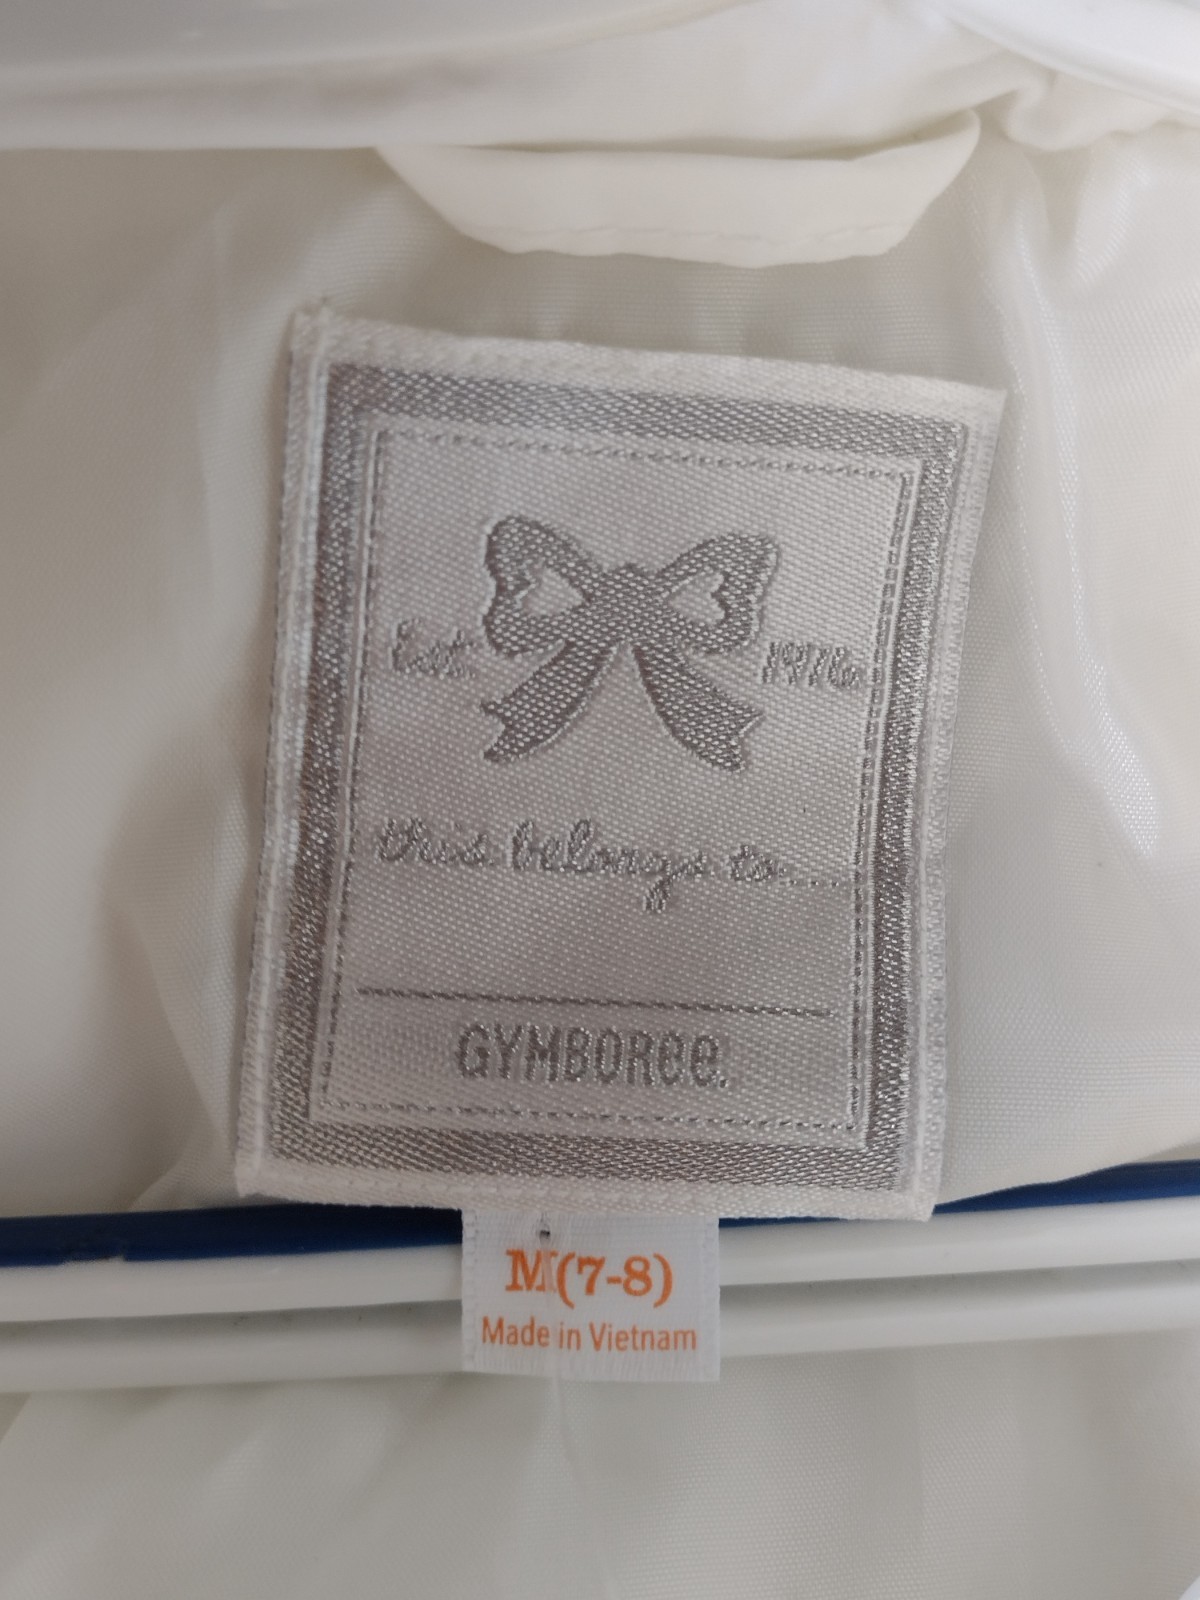 Est. 1976
this belongs to......
GYMBOREE.
M(7-8)
Made in Vietnam